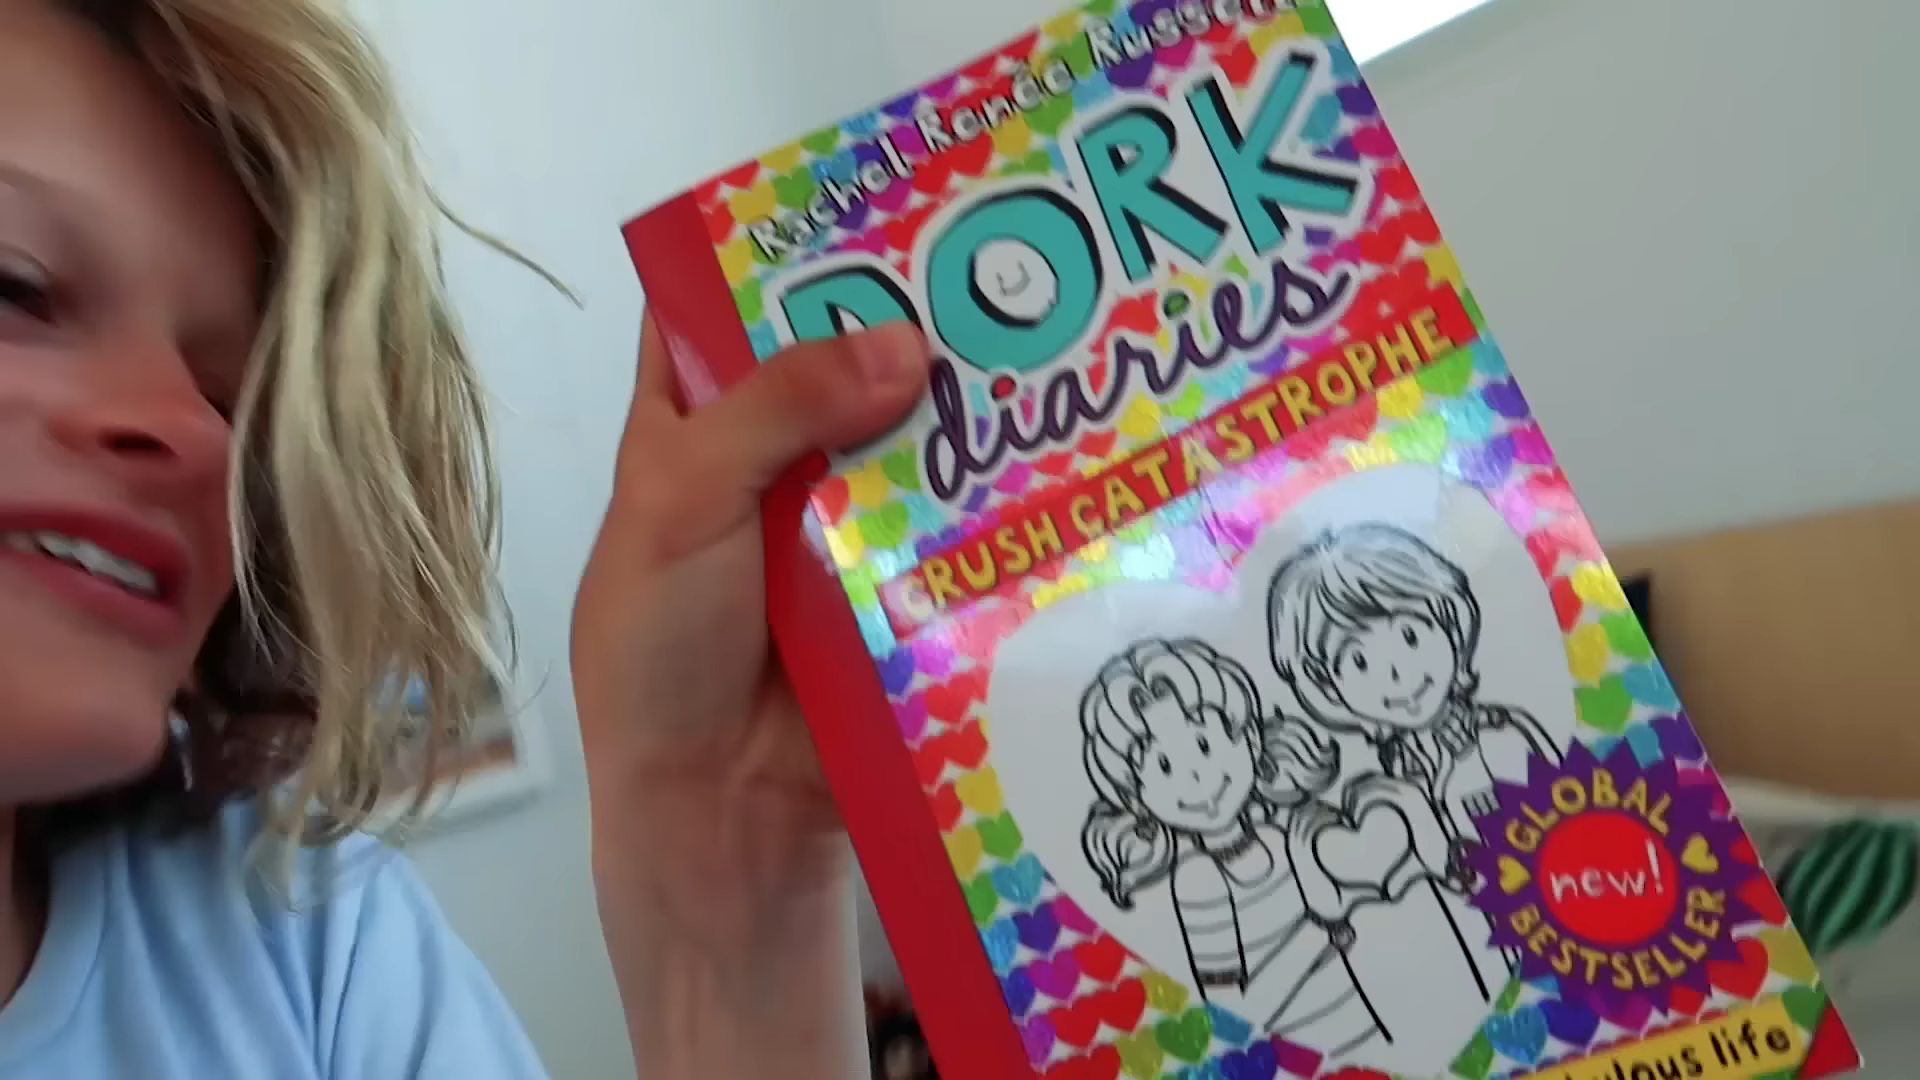 Rachel Renée Russell
DORK
diaries
CRUSH CATASTROPHE
GLOBAL
new!
BESTSELLER
life